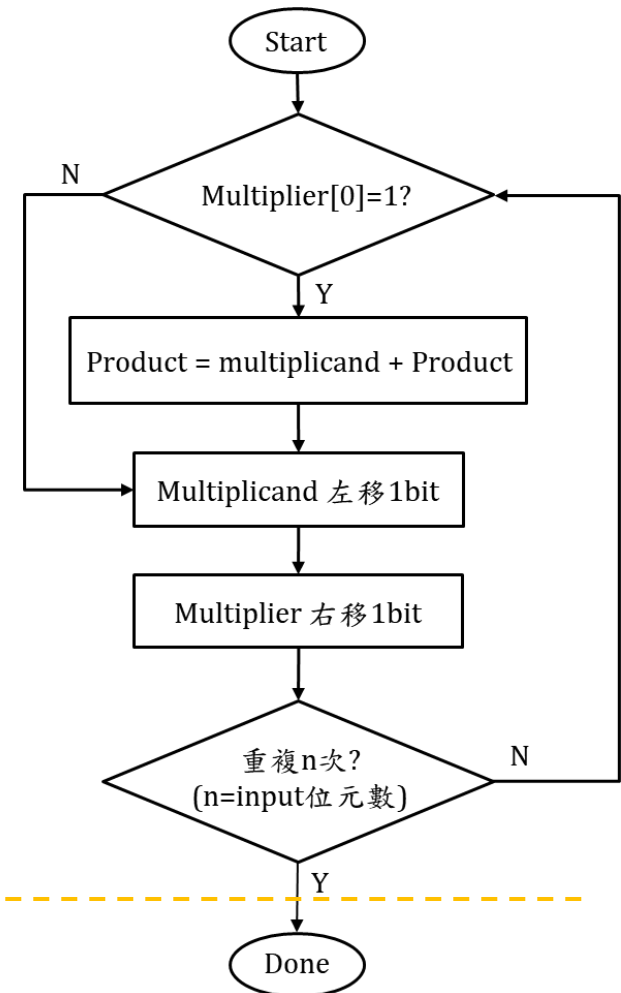 Start
N
Multiplier[0]=1?
Y
Product = multiplicand + Product
Multiplicand 左移1bit
Multiplier 右移1bit
重複n次?
(n=input位元數)
N
Y
Done